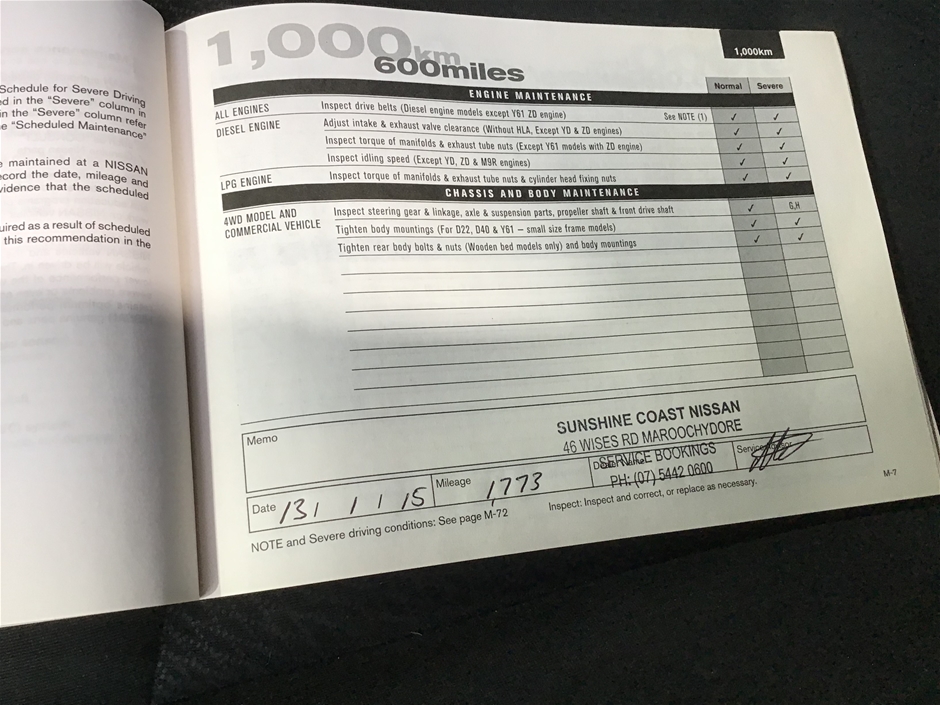 Schedule for Severe Driving
ed in the “Severe” column in
in the “Severe” column refer
e “Scheduled Maintenance”
e maintained at a NISSAN
ecord the date, mileage and
vidence that the scheduled
uired as a result of scheduled
this recommendation in the
1,000km
600miles
1,000km
Normal Severe
ENGINE MAINTENANCE
ALL ENGINES Inspect drive belts (Diesel engine models except Y61 ZD engine) See NOTE (1) ✓ ✓
DIESEL ENGINE Adjust intake & exhaust valve clearance (Without HLA, Except YD & ZD engines) ✓ ✓
Inspect torque of manifolds & exhaust tube nuts (Except Y61 models with ZD engine) ✓ ✓
Inspect idling speed (Except YD, ZD & M9R engines) ✓ ✓
LPG ENGINE Inspect torque of manifolds & exhaust tube nuts & cylinder head fixing nuts ✓ ✓
CHASSIS AND BODY MAINTENANCE
4WD MODEL AND Inspect steering gear & linkage, axle & suspension parts, propeller shaft & front drive shaft ✓ G,H
COMMERCIAL VEHICLE Tighten body mountings (For D22, D40 & Y61 – small size frame models) ✓ ✓
Tighten rear body bolts & nuts (Wooden bed models only) and body mountings ✓ ✓
Memo
SUNSHINE COAST NISSAN
46 WISES RD MAROOCHYDORE
SERVICE BOOKINGS
PH: (07) 5442 0600
Date 13 1 1 1 15 Mileage 1,773
NOTE and Severe driving conditions: See page M-72
Inspect: Inspect and correct, or replace as necessary.
M-7